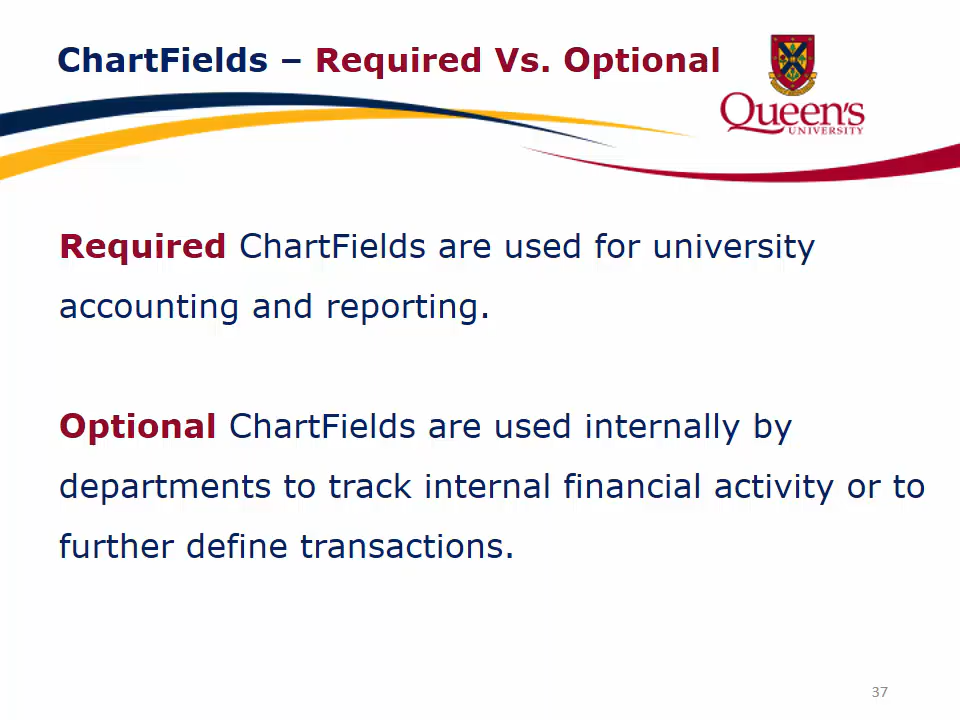 ChartFields – Required Vs. Optional
Queen's
UNIVERSITY
Required ChartFields are used for university
accounting and reporting.
Optional ChartFields are used internally by
departments to track internal financial activity or to
further define transactions.
37